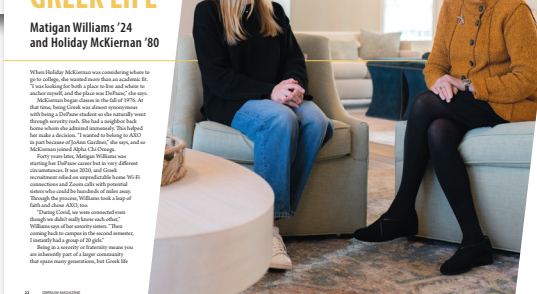 GREEK LIFE
Matigan Williams '24
and Holiday McKiernan '80
When Holiday McKiernan was considering where to
go to college, she wanted more than an academic fit.
"I was looking for both a place to live and where to
anchor myself, and the place was DePauw," she says.
McKiernan began classes in the fall of 1976. At
that time, being Greek was almost synonymous
with being a DePauw student so she naturally went
through sorority rush. She had a neighbor back
home whom she admired immensely. This helped
her make a decision. "I wanted to belong to AXO
in part because of JoAnn Gardner," she says, and so
McKiernan joined Alpha Chi Omega.
Forty years later, Matigan Williams was
starting her DePauw career but in very different
circumstances. It was 2020, and Greek
recruitment relied on unpredictable home Wi-Fi
connections and Zoom calls with potential
sisters who could be hundreds of miles away.
Through the process, Williams took a leap of
faith and chose AXO, too.
"During Covid, we were connected even
though we didn't really know each other,"
Williams says of her sorority sisters. "Then
coming back to campus in the second semester,
I instantly had a group of 20 girls."
Being in a sorority or fraternity means you
are inherently part of a larger community
that spans many generations, but Greek life
22 DEPAUW MAGAZINE